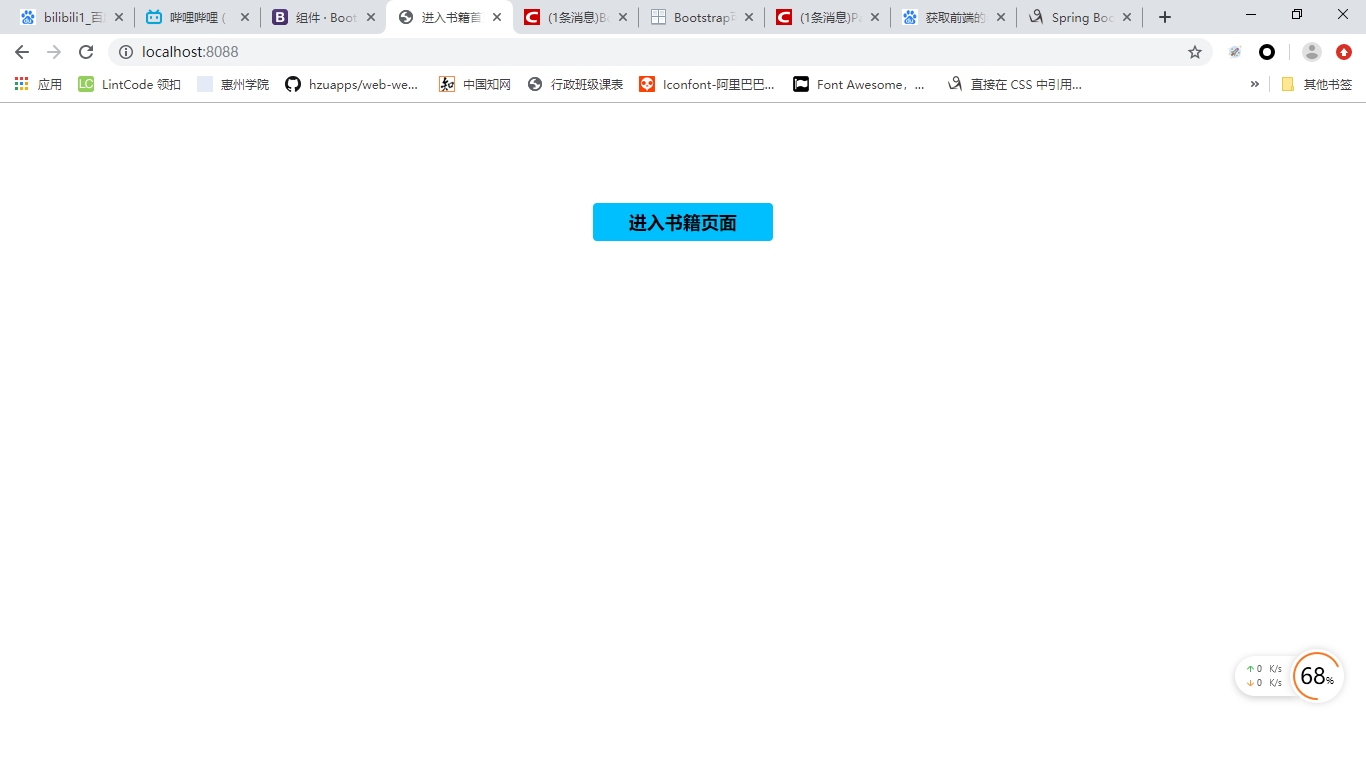 bilibili1_百
哔哩哔哩 (
组件 · Boot
进入书籍首
(1条消息)Bo
Bootstrap
(1条消息)Pa
获取前端的
Spring Boo
localhost:8088
应用
LintCode 领扣
惠州学院
hzuapps/web-we...
中国知网
行政班级课表
Iconfont-阿里巴巴...
Font Awesome，...
直接在 CSS 中引用...
»
其他书签
进入书籍页面
↑ 0 K/s
↓ 0 K/s
68%